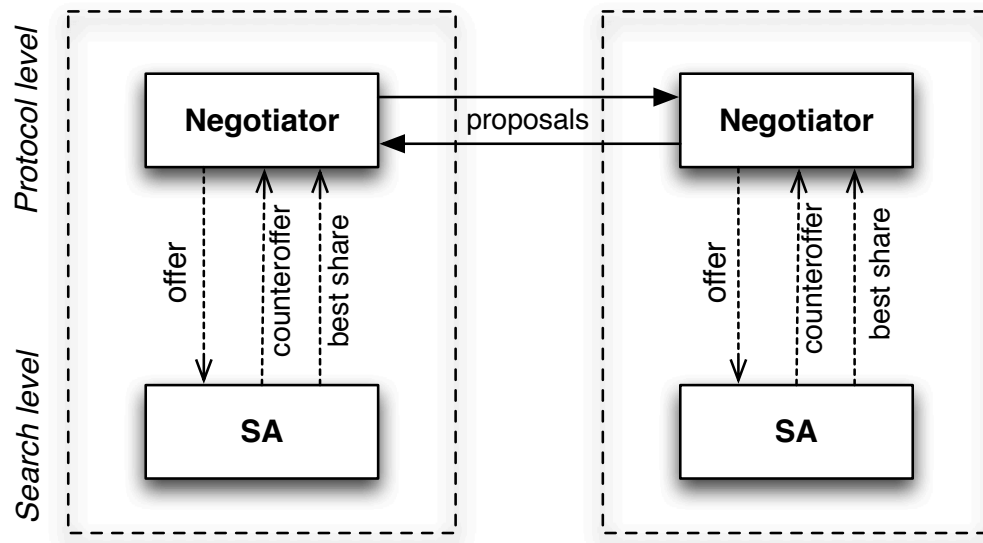 Protocol level
Negotiator
proposals
Negotiator
offer
counteroffer
best share
offer
counteroffer
best share
Search level
SA
SA